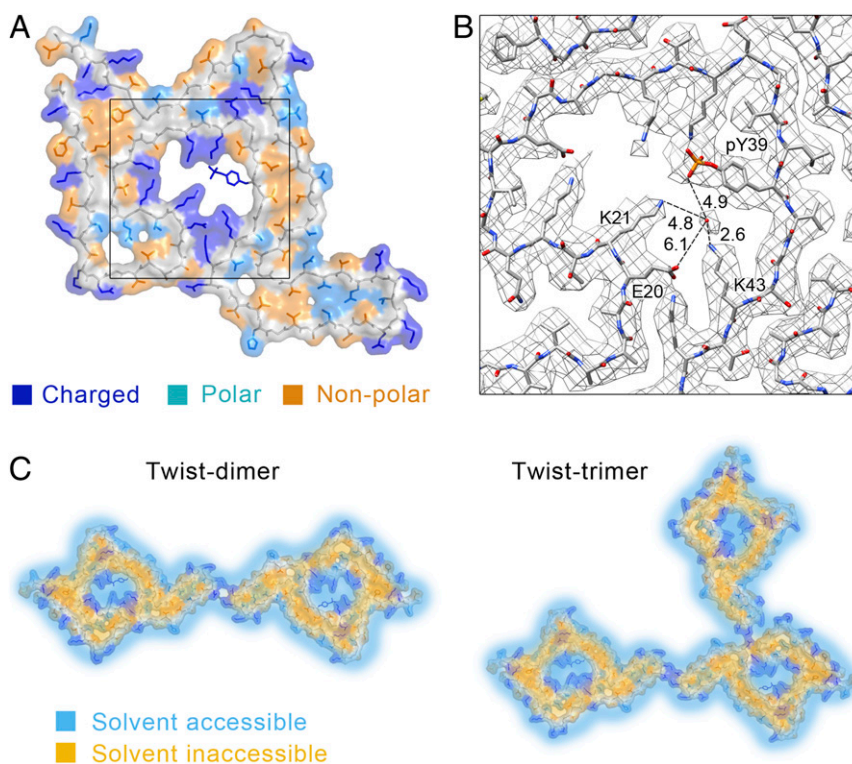 A
B
pY39
4.9
K21
4.8
2.6
6.1
E20
K43
Charged Polar Non-polar
C
Twist-dimer Twist-trimer
Solvent accessible
Solvent inaccessible